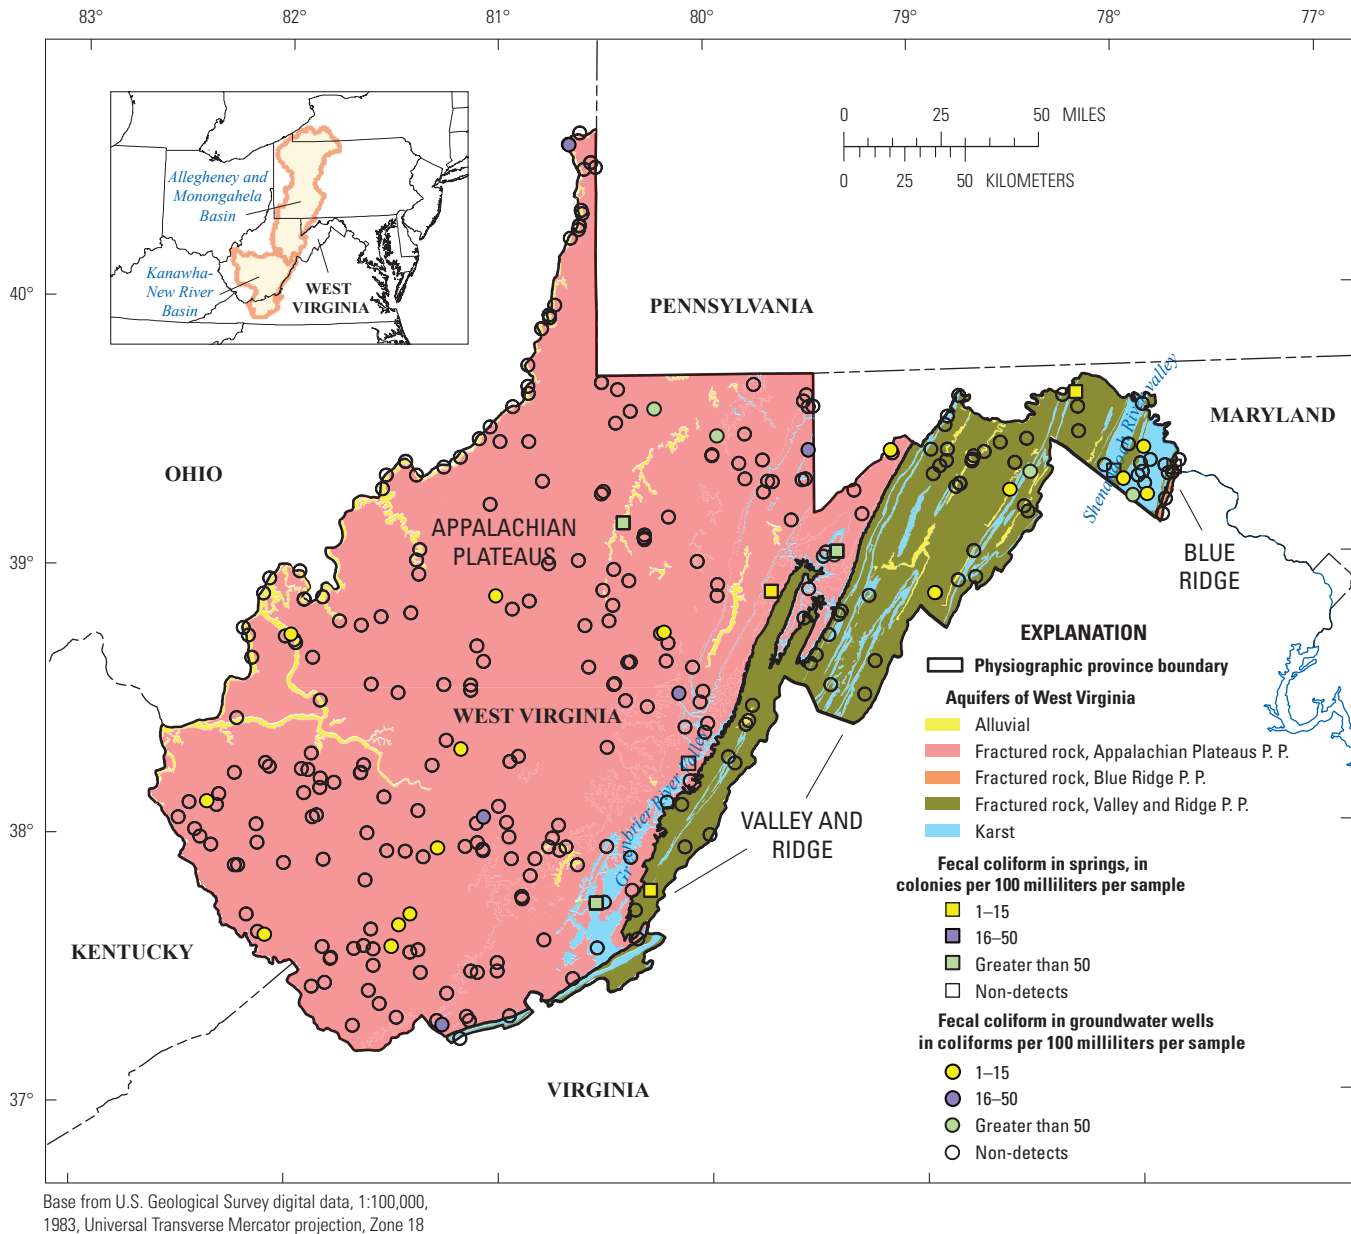 83°
82°
81°
80°
79°
78°
77°
0 25 50 MILES
0 25 50 KILOMETERS
Allegheney and
Monongahela
Basin
Kanawha-
New River
Basin
WEST
VIRGINIA
40°
PENNSYLVANIA
MARYLAND
Shenandoah River valley
OHIO
APPALACHIAN
PLATEAUS
39°
BLUE
RIDGE
WEST VIRGINIA
Greenbrier River Valley
VALLEY AND
RIDGE
38°
KENTUCKY
VIRGINIA
37°
EXPLANATION
Physiographic province boundary
Aquifers of West Virginia
Alluvial
Fractured rock, Appalachian Plateaus P. P.
Fractured rock, Blue Ridge P. P.
Fractured rock, Valley and Ridge P. P.
Karst
Fecal coliform in springs, in
colonies per 100 milliliters per sample
1–15
16–50
Greater than 50
Non-detects
Fecal coliform in groundwater wells
in coliforms per 100 milliliters per sample
1–15
16–50
Greater than 50
Non-detects
Base from U.S. Geological Survey digital data, 1:100,000,
1983, Universal Transverse Mercator projection, Zone 18